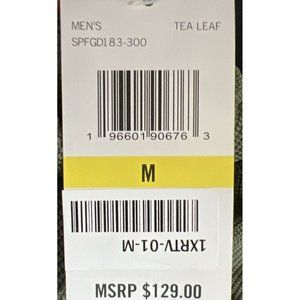 MEN'S TEA LEAF
SPFGD183-300
1 96601 90676 3
M
1XRTV-01-M
MSRP $129.00